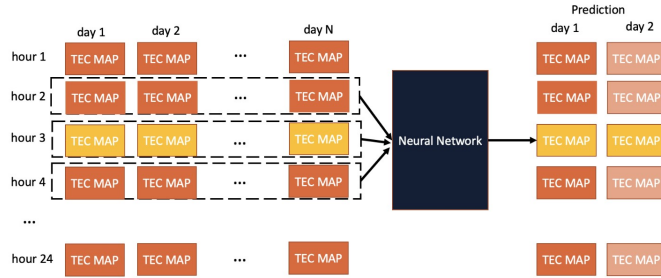 Prediction
day 1 day 2 day N day 1 day 2
hour 1 TEC MAP TEC MAP ... TEC MAP TEC MAP TEC MAP
hour 2 TEC MAP TEC MAP ... TEC MAP TEC MAP TEC MAP
hour 3 TEC MAP TEC MAP ... TEC MAP Neural Network TEC MAP TEC MAP
hour 4 TEC MAP TEC MAP ... TEC MAP TEC MAP TEC MAP
...
hour 24 TEC MAP TEC MAP ... TEC MAP TEC MAP TEC MAP